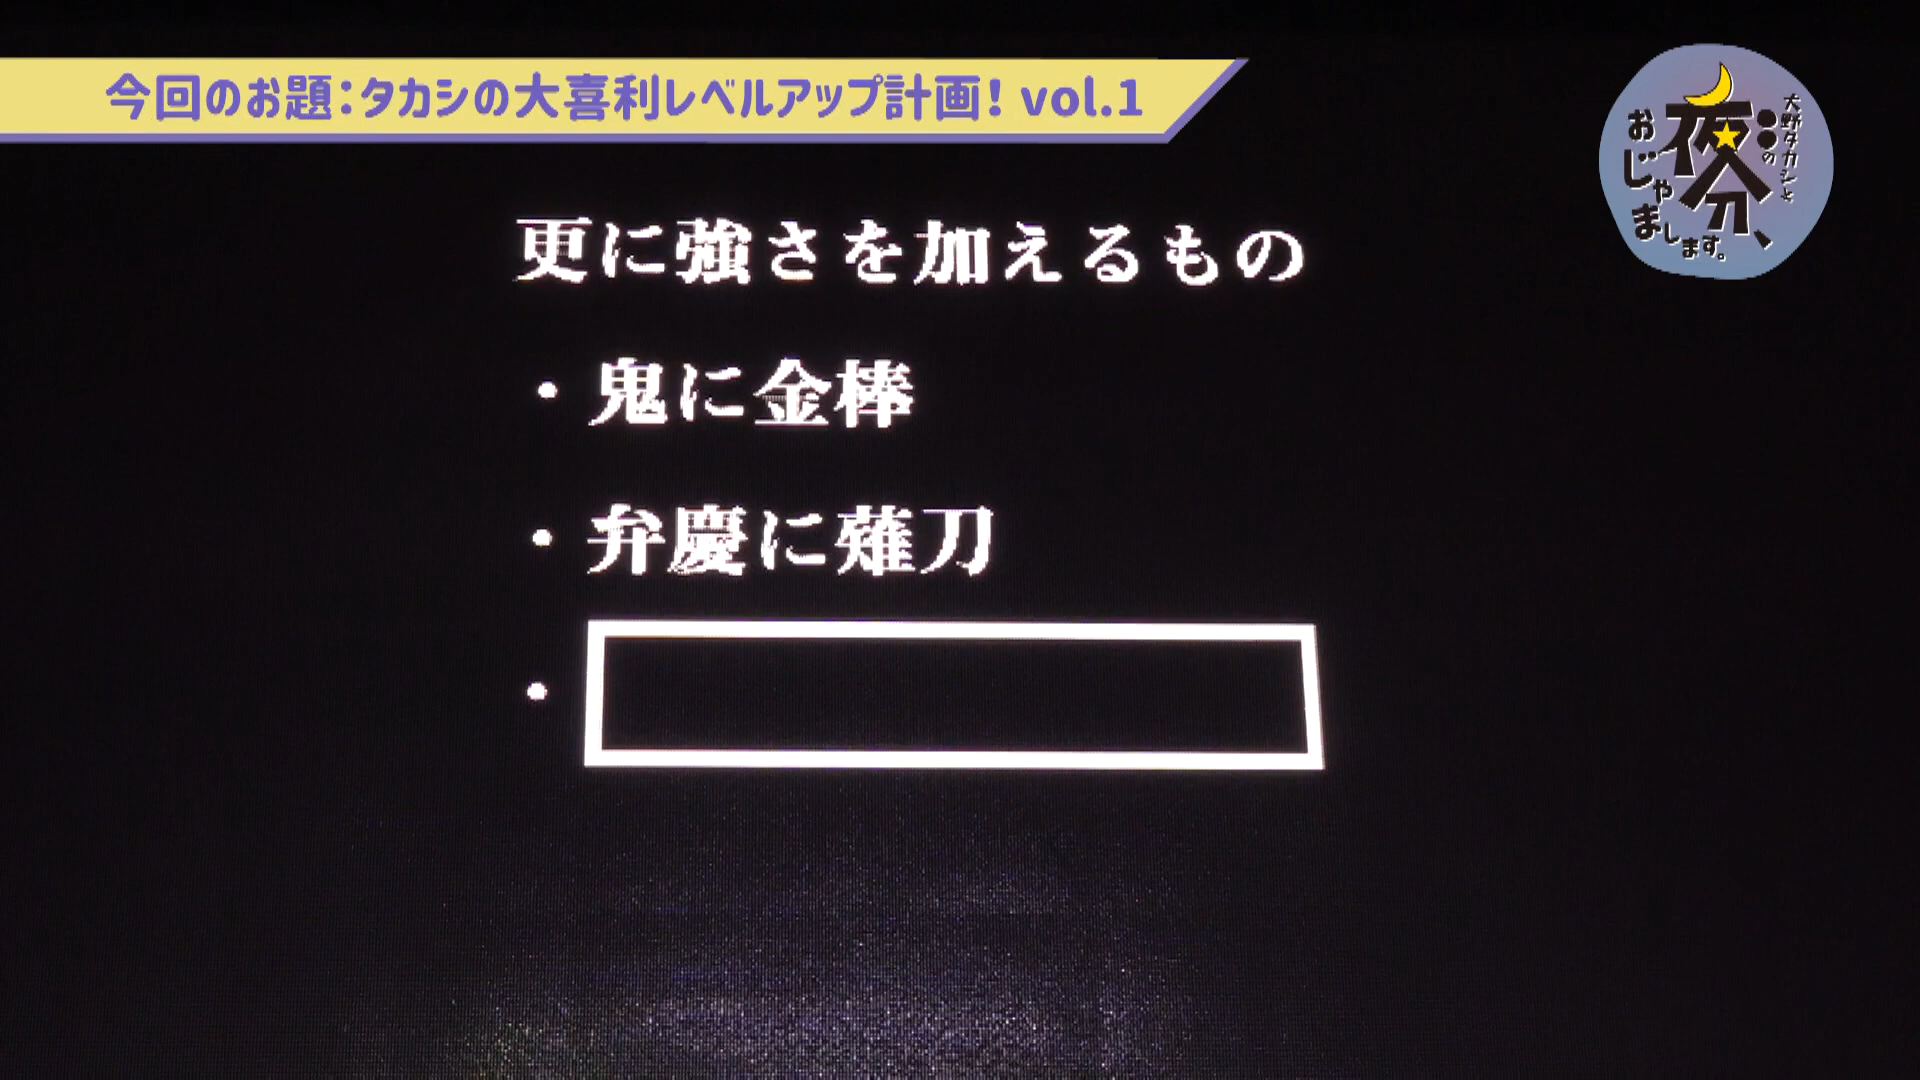 今回のお題：タカシの大喜利レベルアップ計画！ vol.1
大野タカシと
の
夜分、
おじゃまします。
更に強さを加えるもの
・鬼に金棒
・弁慶に薙刀
・